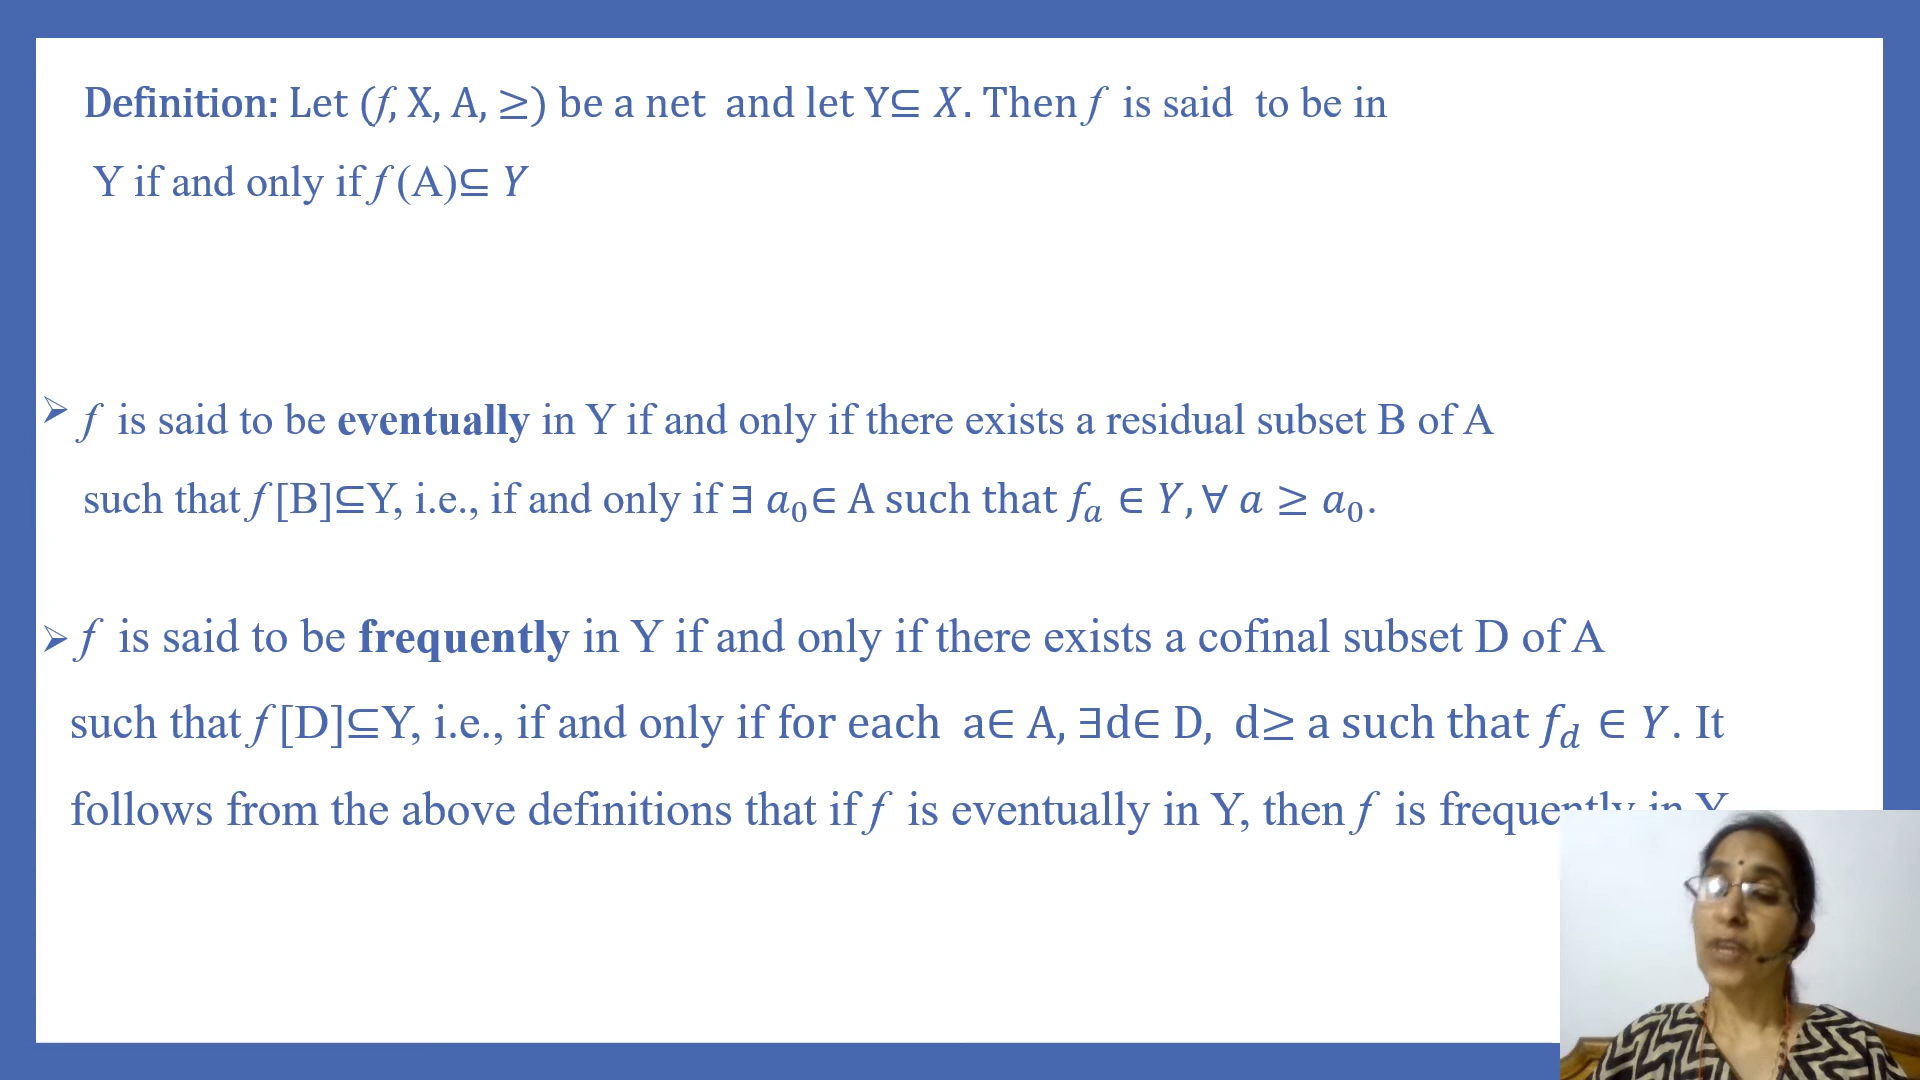 Definition: Let (f, X, A, ≥) be a net and let Y⊆ X. Then f is said to be in
Y if and only if f (A)⊆ Y
➢ f is said to be eventually in Y if and only if there exists a residual subset B of A
such that f [B]⊆Y, i.e., if and only if ∃ a₀∈ A such that fₐ ∈ Y, ∀ a ≥ a₀.
➢ f is said to be frequently in Y if and only if there exists a cofinal subset D of A
such that f [D]⊆Y, i.e., if and only if for each a∈ A, ∃d∈ D, d≥ a such that f_d ∈ Y. It
follows from the above definitions that if f is eventually in Y, then f is frequently in Y